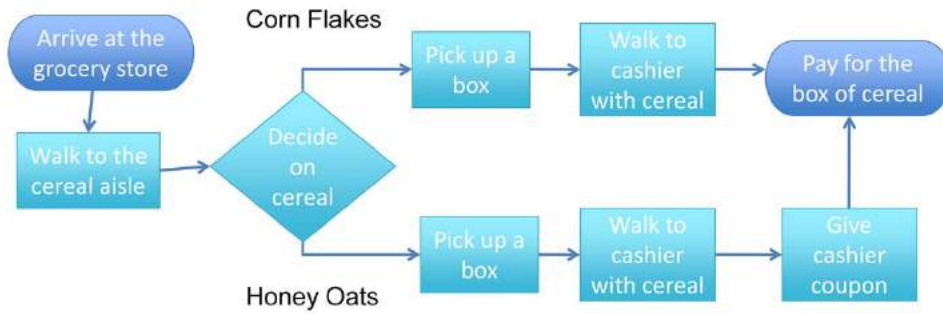 Corn Flakes
Arrive at the
grocery store
Walk to the
cereal aisle
Decide
on
cereal
Pick up a
box
Walk to
cashier
with cereal
Pay for the
box of cereal
Honey Oats
Pick up a
box
Walk to
cashier
with cereal
Give
cashier
coupon